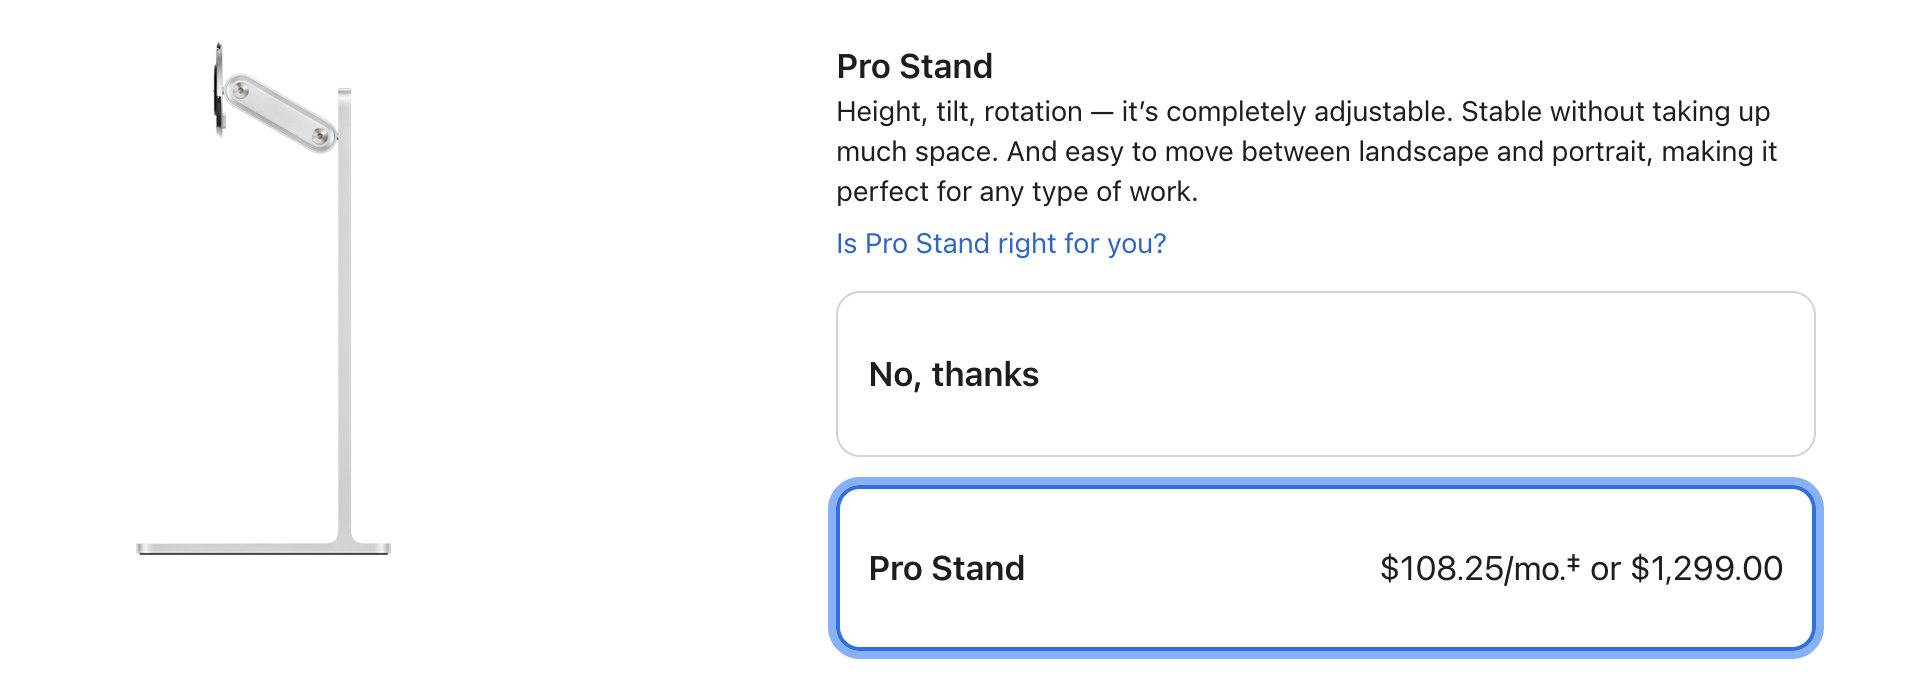 Pro Stand
Height, tilt, rotation — it’s completely adjustable. Stable without taking up
much space. And easy to move between landscape and portrait, making it
perfect for any type of work.
Is Pro Stand right for you?
No, thanks
Pro Stand $108.25/mo.‡ or $1,299.00